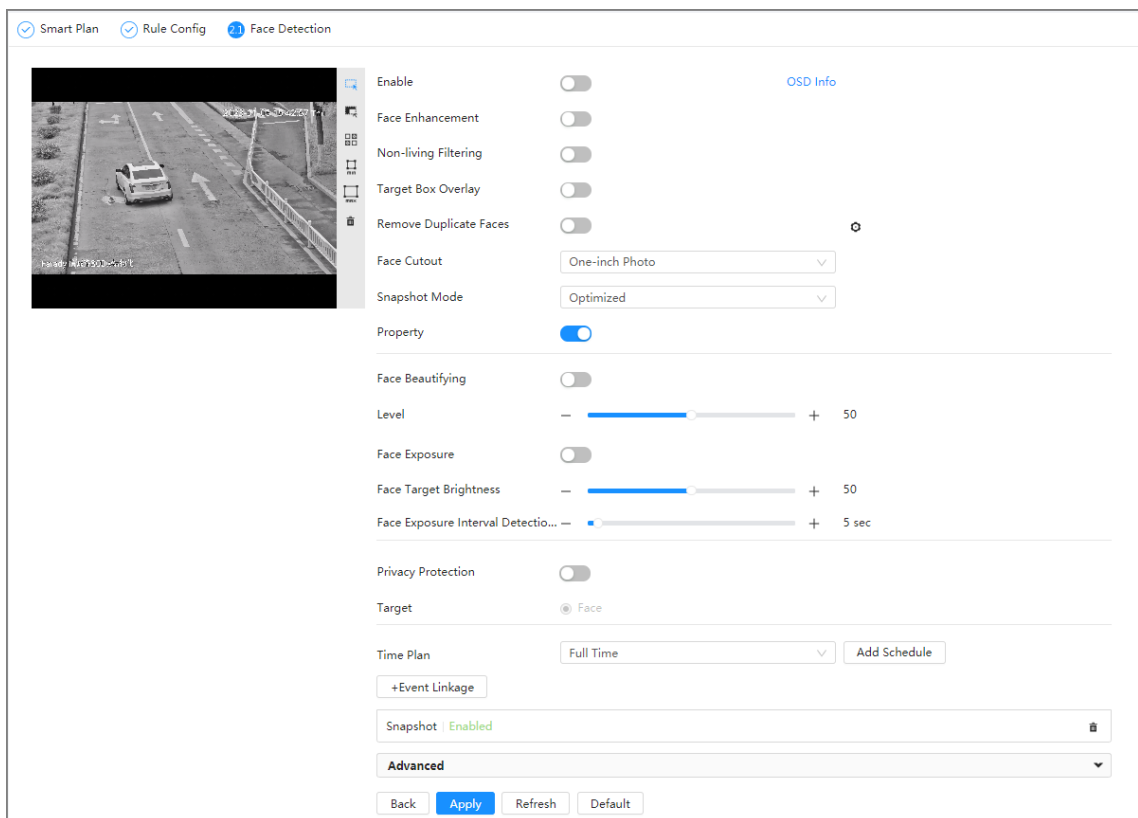 Smart Plan Rule Config 2.1 Face Detection
Enable OSD Info
Face Enhancement
Non-living Filtering
min
Target Box Overlay
max
Remove Duplicate Faces
Face Cutout One-inch Photo
Snapshot Mode Optimized
Property
Face Beautifying
Level − + 50
Face Exposure
Face Target Brightness − + 50
Face Exposure Interval Detectio... − + 5 sec
Privacy Protection
Target Face
Time Plan Full Time Add Schedule
+Event Linkage
Snapshot | Enabled
Advanced
Back Apply Refresh Default